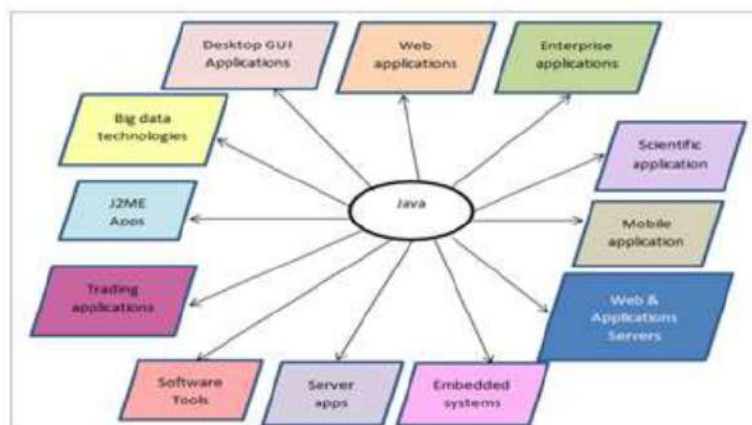 Desktop GUI
Applications
Web
applications
Enterprise
applications
Big data
technologies
Scientific
application
J2ME
Apps
Java
Mobile
application
Trading
applications
Web &
Applications
Servers
Software
Tools
Server
apps
Embedded
systems